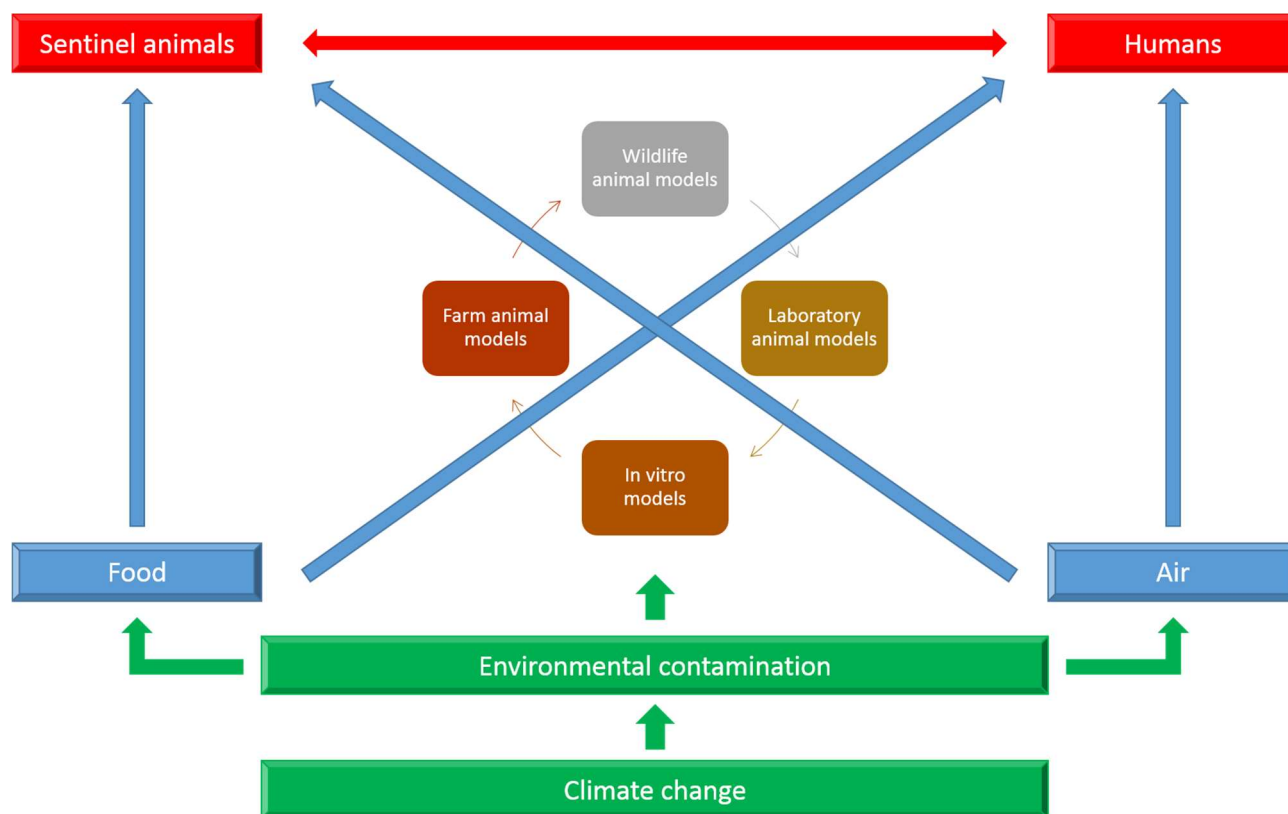 Sentinel animals
Humans
Wildlife
animal models
Farm animal
models
Laboratory
animal models
In vitro
models
Food
Air
Environmental contamination
Climate change